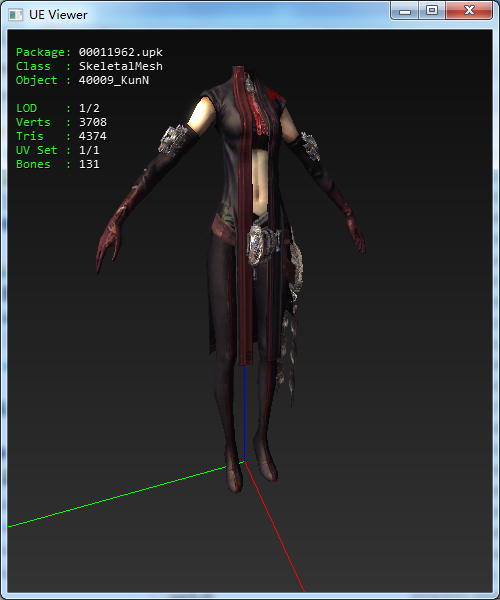 UE Viewer
Package: 00011962.upk
Class : SkeletalMesh
Object : 40009_KunN
LOD : 1/2
Verts : 3708
Tris : 4374
UV Set : 1/1
Bones : 131